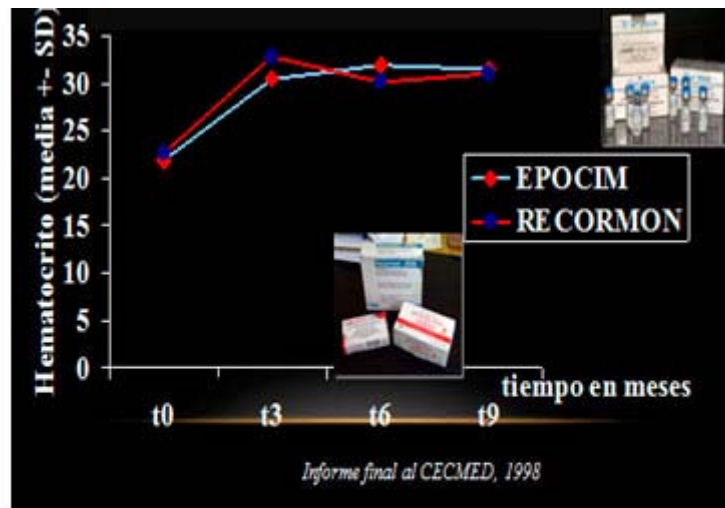 Hematocrito (media +- SD)
35
30
25
20
15
10
5
0
t0
t3
t6
t9
tiempo en meses
EPOCIM
RECORMON
Informe final al CECMED, 1998